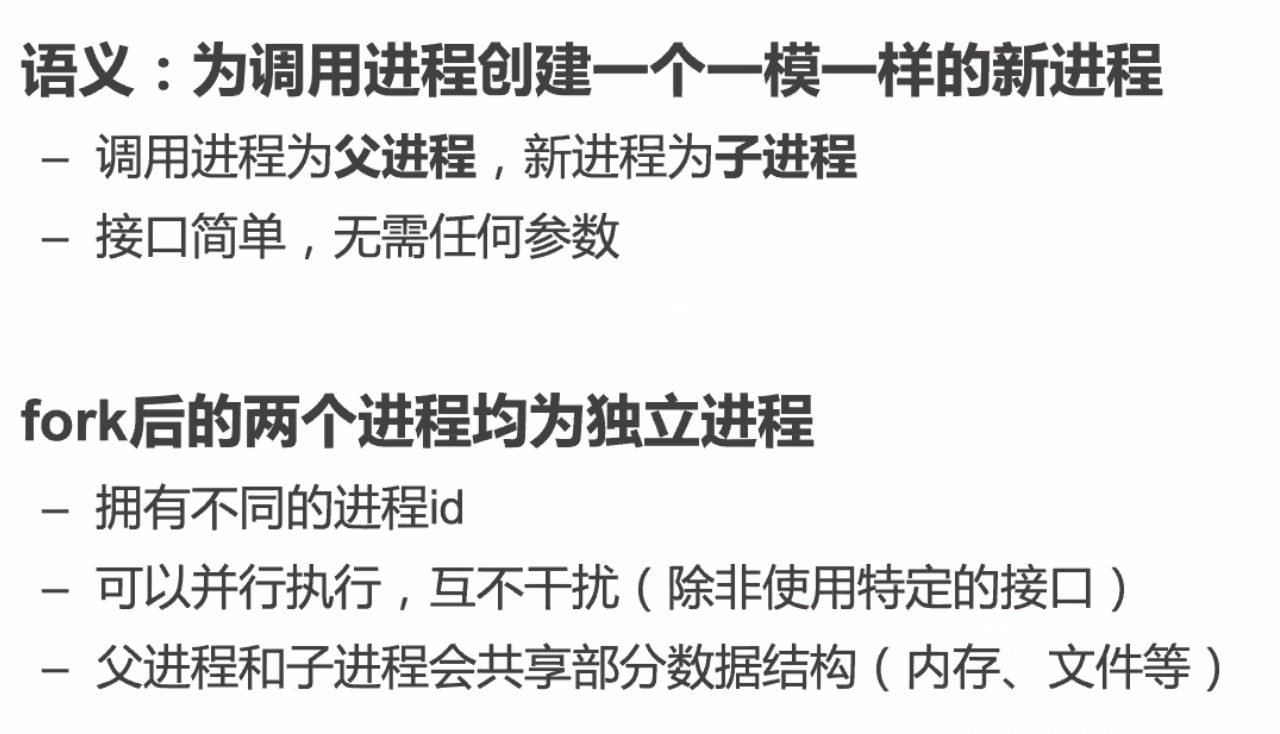 语义：为调用进程创建一个一模一样的新进程
– 调用进程为父进程，新进程为子进程
– 接口简单，无需任何参数
fork后的两个进程均为独立进程
– 拥有不同的进程id
– 可以并行执行，互不干扰（除非使用特定的接口）
– 父进程和子进程会共享部分数据结构（内存、文件等）